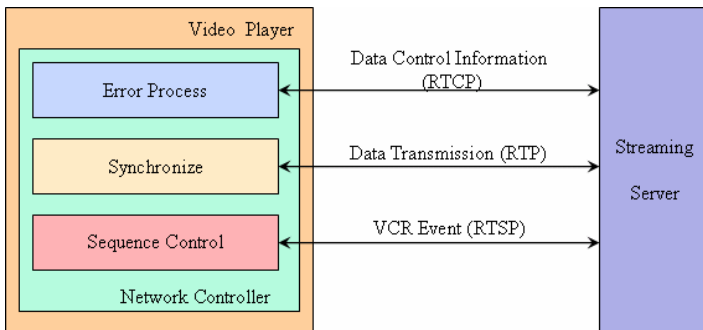 Video Player
Error Process
Synchronize
Sequence Control
Network Controller
Data Control Information
(RTCP)
Data Transmission (RTP)
VCR Event (RTSP)
Streaming
Server